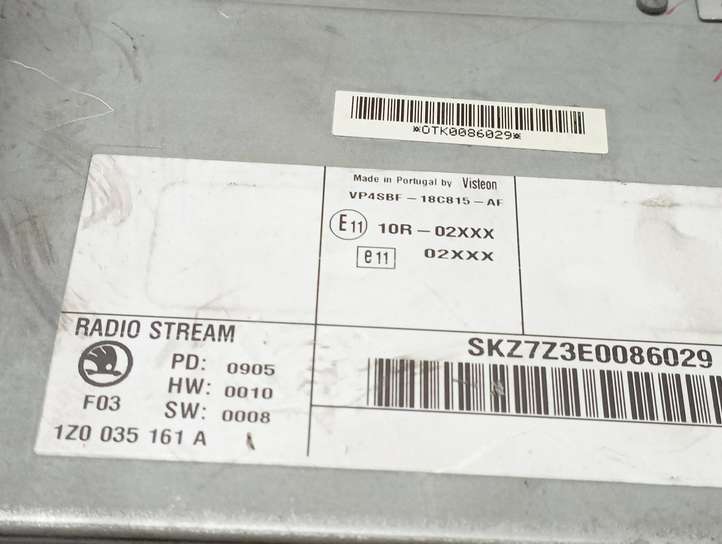 *OTK0086029*
Made in Portugal by Visteon
VP4SBF-18C815-AF
E11 10R-02XXX
e11 02XXX
RADIO STREAM
PD: 0905
HW: 0010
F03
SW: 0008
1Z0 035 161 A
SKZ7Z3E0086029